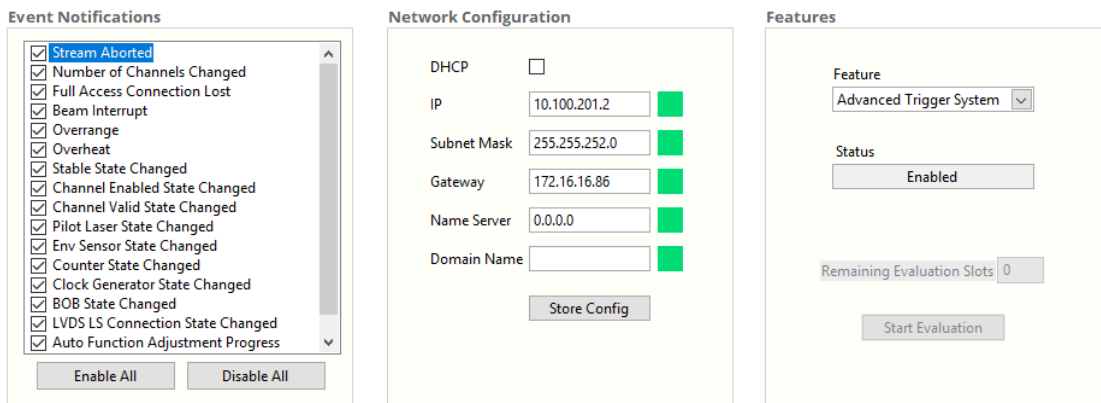 Event Notifications
Stream Aborted
Number of Channels Changed
Full Access Connection Lost
Beam Interrupt
Overrange
Overheat
Stable State Changed
Channel Enabled State Changed
Channel Valid State Changed
Pilot Laser State Changed
Env Sensor State Changed
Counter State Changed
Clock Generator State Changed
BOB State Changed
LVDS LS Connection State Changed
Auto Function Adjustment Progress
Enable All
Disable All
Network Configuration
DHCP
IP 10.100.201.2
Subnet Mask 255.255.252.0
Gateway 172.16.16.86
Name Server 0.0.0.0
Domain Name
Store Config
Features
Feature
Advanced Trigger System
Status
Enabled
Remaining Evaluation Slots 0
Start Evaluation